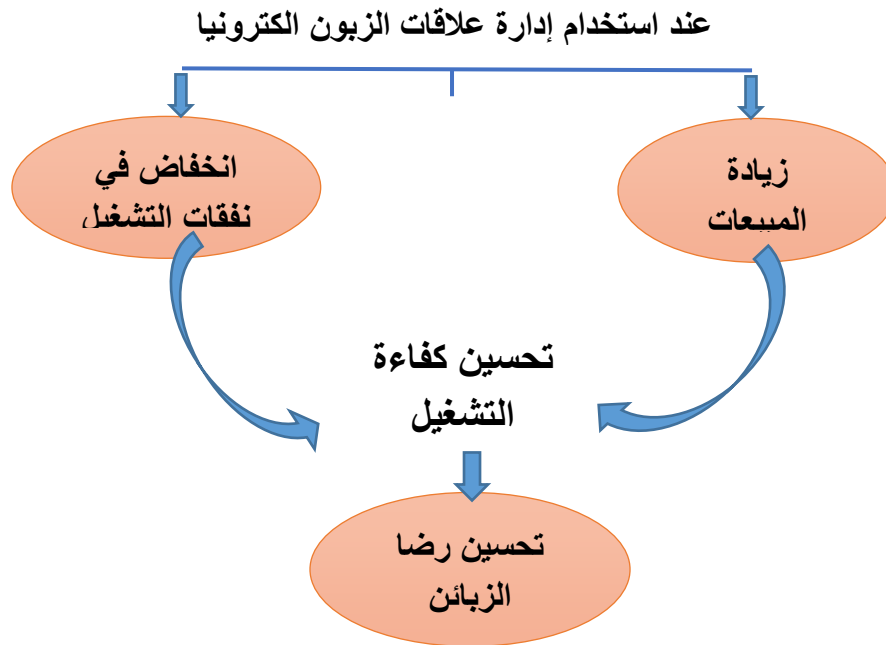 عند استخدام إدارة علاقات الزبون الكترونيا
زيادة
المبيعات
انخفاض في
نفقات التشغيل
تحسين كفاءة
التشغيل
تحسين رضا
الزبائن